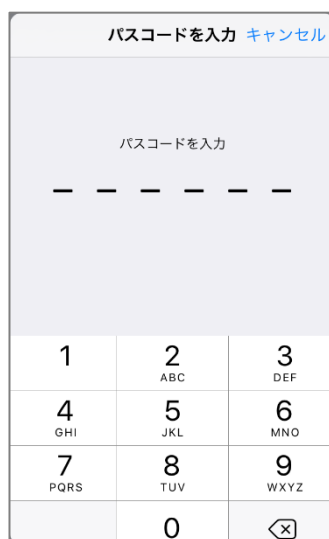 パスコードを入力 キャンセル
パスコードを入力
1 2 3
ABC DEF
4 5 6
GHI JKL MNO
7 8 9
PQRS TUV WXYZ
0